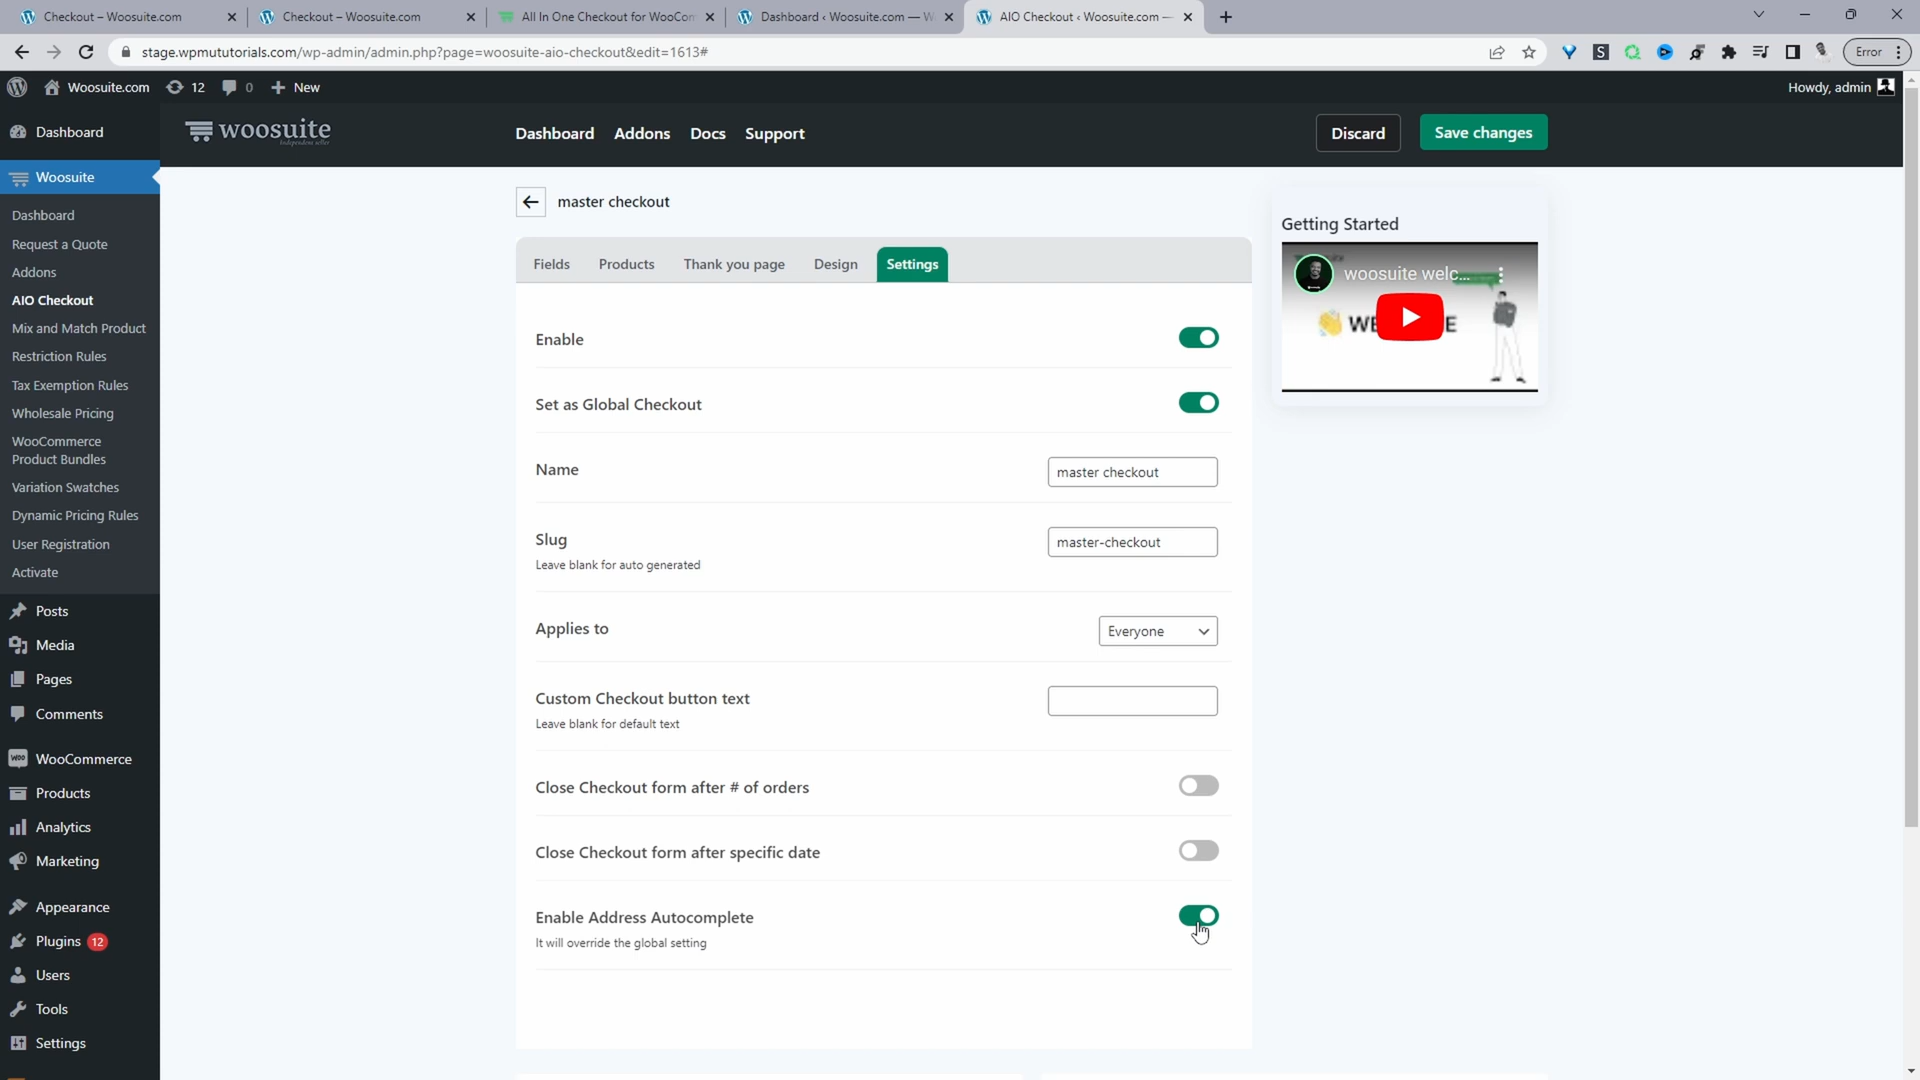 Checkout – Woosuite.com
Checkout – Woosuite.com
All In One Checkout for WooCom
Dashboard ‹ Woosuite.com — W
AIO Checkout ‹ Woosuite.com —
stage.wpmututorials.com/wp-admin/admin.php?page=woosuite-aio-checkout&edit=1613#
Error
Woosuite.com
12
0
New
Howdy, admin
Dashboard
Woosuite
Dashboard
Request a Quote
Addons
AIO Checkout
Mix and Match Product
Restriction Rules
Tax Exemption Rules
Wholesale Pricing
WooCommerce
Product Bundles
Variation Swatches
Dynamic Pricing Rules
User Registration
Activate
Posts
Media
Pages
Comments
WooCommerce
Products
Analytics
Marketing
Appearance
Plugins 12
Users
Tools
Settings
woosuite
Independent seller
Dashboard Addons Docs Support
Discard
Save changes
master checkout
Fields Products Thank you page Design Settings
Enable
Set as Global Checkout
Name
master checkout
Slug
master-checkout
Leave blank for auto generated
Applies to
Everyone
Custom Checkout button text
Leave blank for default text
Close Checkout form after # of orders
Close Checkout form after specific date
Enable Address Autocomplete
It will override the global setting
Getting Started
woosuite welc...